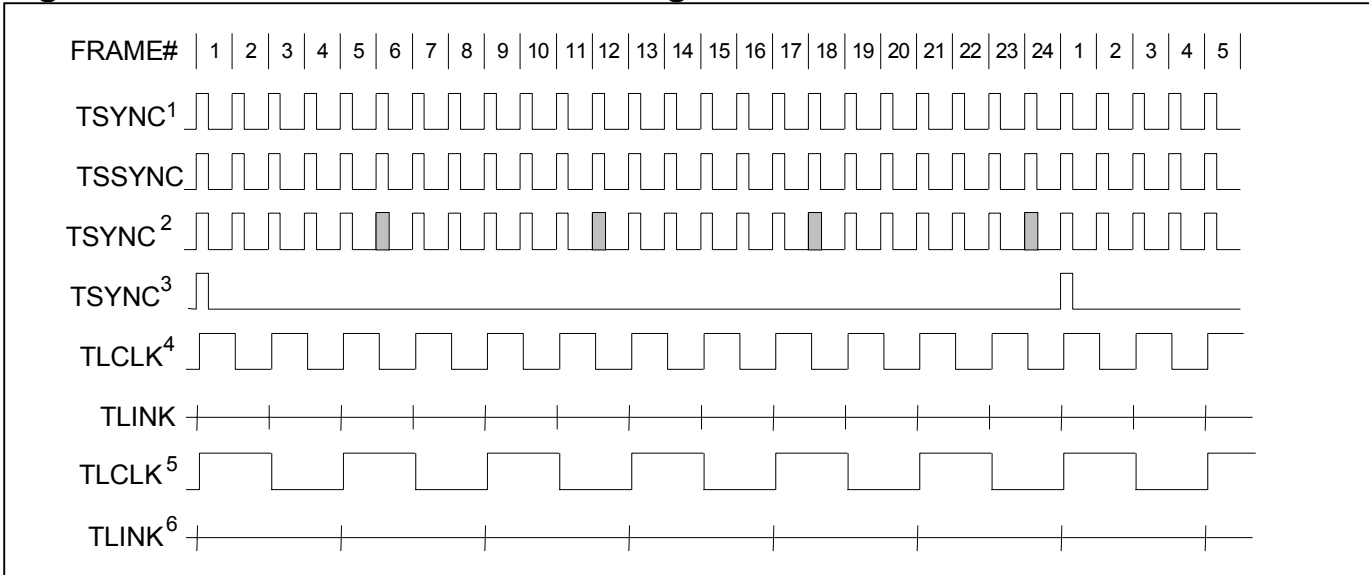 FRAME# 1 2 3 4 5 6 7 8 9 10 11 12 13 14 15 16 17 18 19 20 21 22 23 24 1 2 3 4 5
TSYNC1
TSSYNC
TSYNC2
TSYNC3
TLCLK4
TLINK
TLCLK5
TLINK6